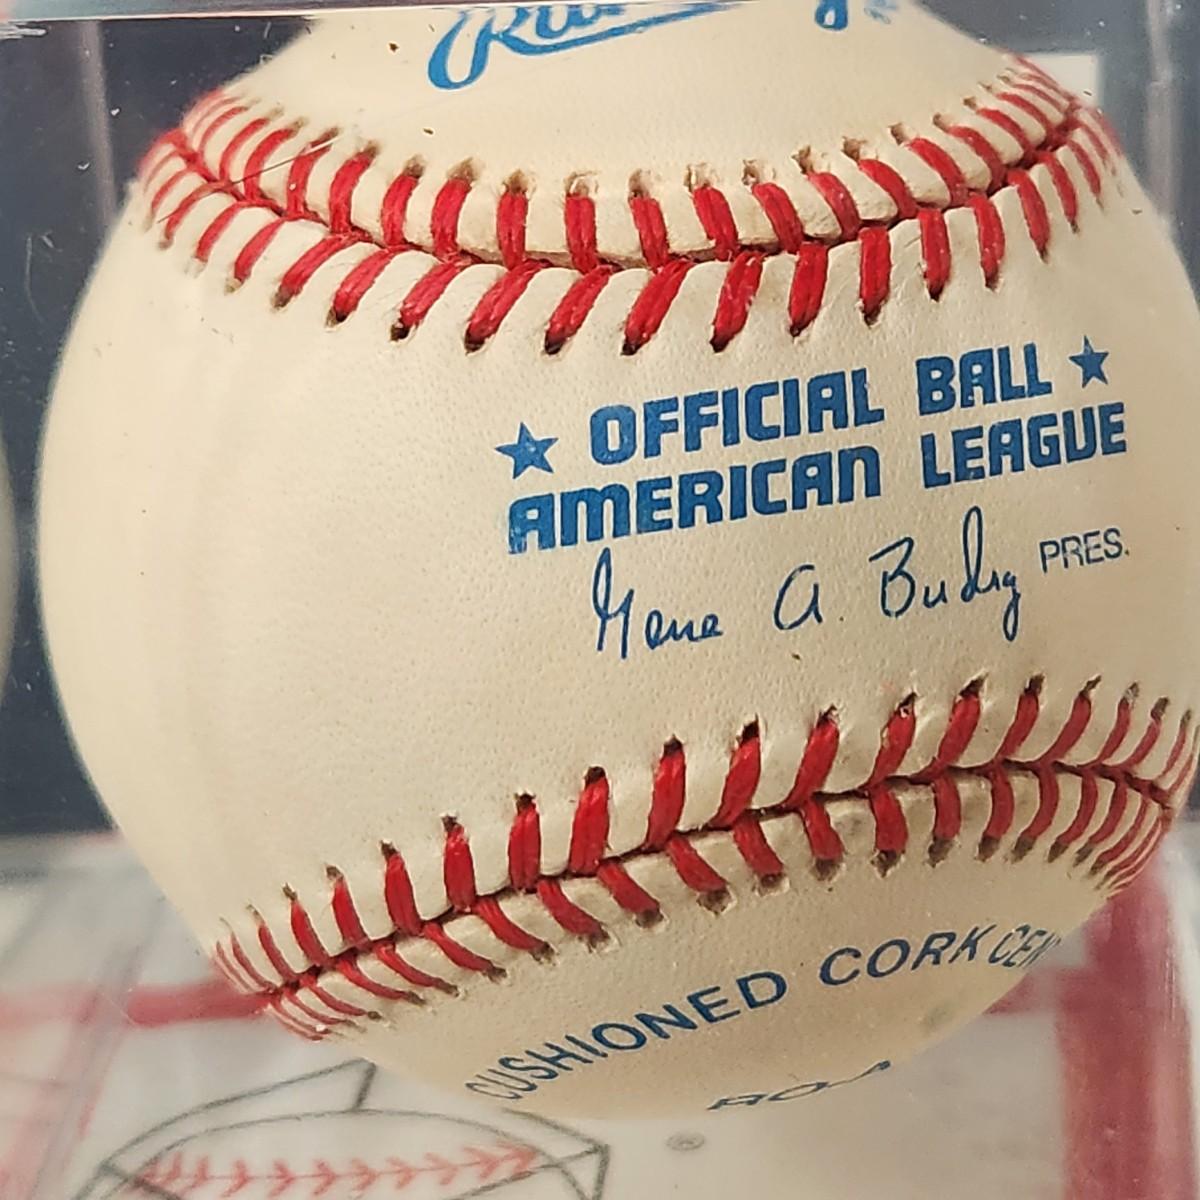 ★ OFFICIAL BALL ★
AMERICAN LEAGUE
Gene A. Budig PRES.
CUSHIONED CORK CEN